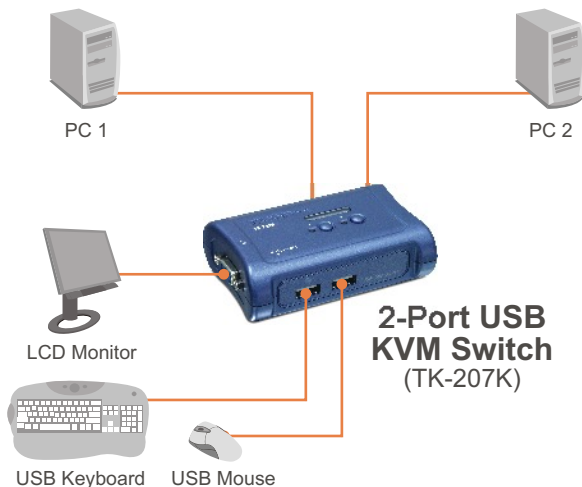 PC 1
PC 2
LCD Monitor
2-Port USB
KVM Switch
(TK-207K)
USB Keyboard
USB Mouse